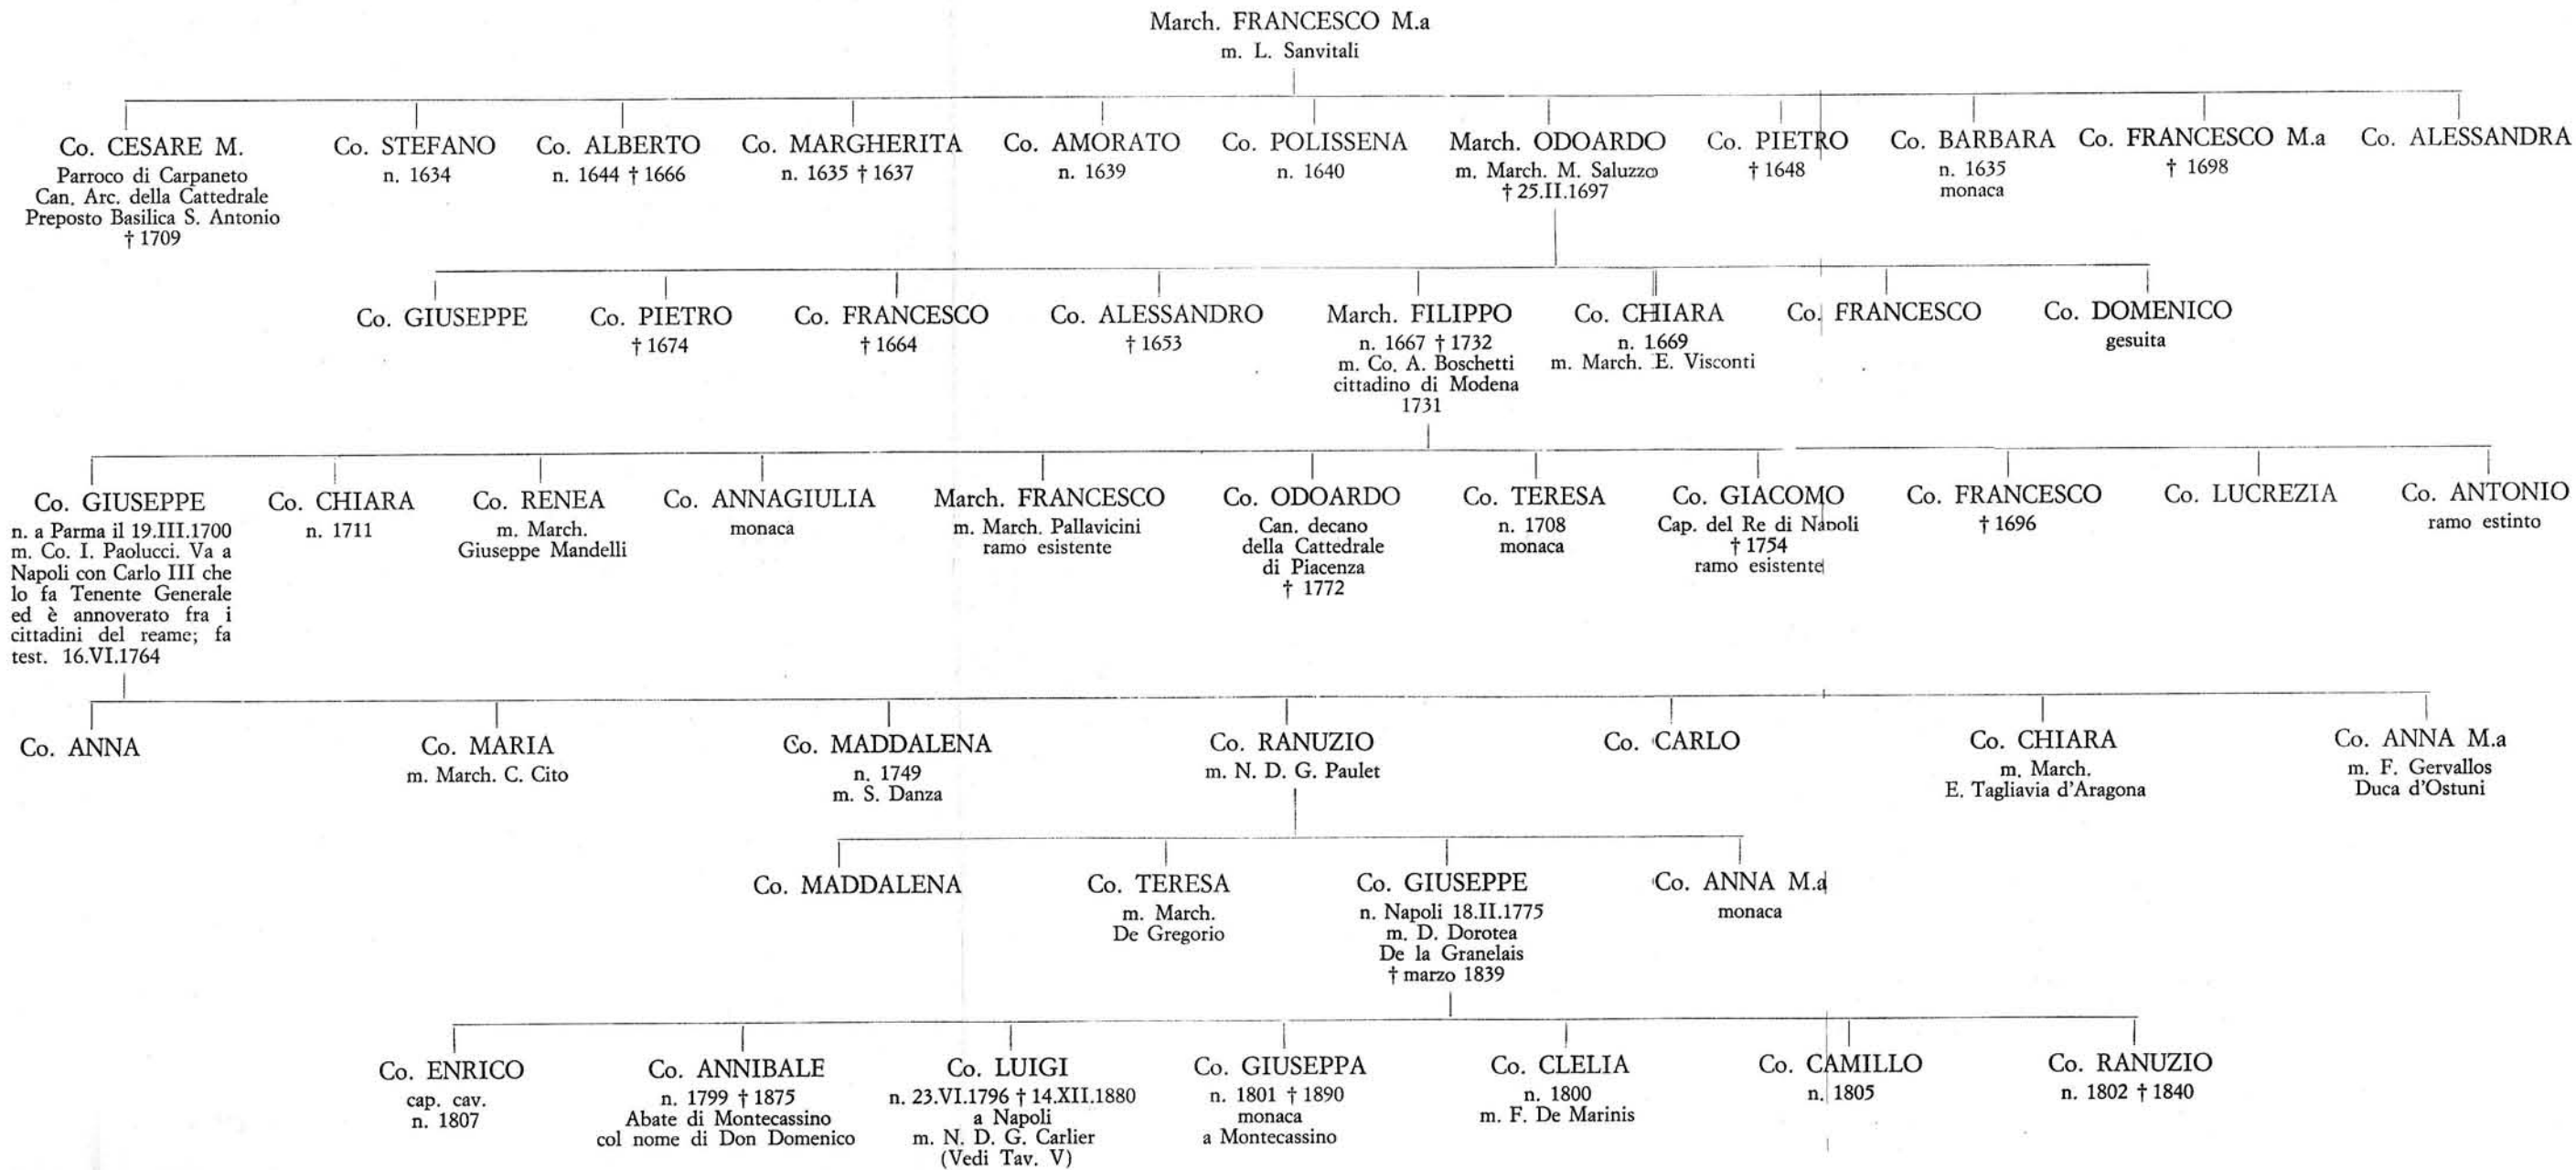 March. FRANCESCO M.a
m. L. Sanvitali
Co. CESARE M.
Parroco di Carpaneto
Can. Arc. della Cattedrale
Preposto Basilica S. Antonio
† 1709
Co. STEFANO
n. 1634
Co. ALBERTO
n. 1644 † 1666
Co. MARGHERITA
n. 1635 † 1637
Co. AMORATO
n. 1639
Co. POLISSENA
n. 1640
March. ODOARDO
m. March. M. Saluzzo
† 25.II.1697
Co. PIETRO
† 1648
Co. BARBARA
n. 1635
monaca
Co. FRANCESCO M.a
† 1698
Co. ALESSANDRA
Co. GIUSEPPE
Co. PIETRO
† 1674
Co. FRANCESCO
† 1664
Co. ALESSANDRO
† 1653
March. FILIPPO
n. 1667 † 1732
m. Co. A. Boschetti
cittadino di Modena
1731
Co. CHIARA
n. 1669
m. March. E. Visconti
Co. FRANCESCO
Co. DOMENICO
gesuita
Co. GIUSEPPE
n. a Parma il 19.III.1700
m. Co. I. Paolucci. Va a
Napoli con Carlo III che
lo fa Tenente Generale
ed è annoverato fra i
cittadini del reame; fa
test. 16.VI.1764
Co. CHIARA
n. 1711
Co. RENEA
m. March.
Giuseppe Mandelli
Co. ANNAGIULIA
monaca
March. FRANCESCO
m. March. Pallavicini
ramo esistente
Co. ODOARDO
Can. decano
della Cattedrale
di Piacenza
† 1772
Co. TERESA
n. 1708
monaca
Co. GIACOMO
Cap. del Re di Napoli
† 1754
ramo esistente
Co. FRANCESCO
† 1696
Co. LUCREZIA
Co. ANTONIO
ramo estinto
Co. ANNA
Co. MARIA
m. March. C. Cito
Co. MADDALENA
n. 1749
m. S. Danza
Co. RANUZIO
m. N. D. G. Paulet
Co. CARLO
Co. CHIARA
m. March.
E. Tagliavia d'Aragona
Co. ANNA M.a
m. F. Gervallos
Duca d'Ostuni
Co. MADDALENA
Co. TERESA
m. March.
De Gregorio
Co. GIUSEPPE
n. Napoli 18.II.1775
m. D. Dorotea
De la Granelais
† marzo 1839
Co. ANNA M.a
monaca
Co. ENRICO
cap. cav.
n. 1807
Co. ANNIBALE
n. 1799 † 1875
Abate di Montecassino
col nome di Don Domenico
Co. LUIGI
n. 23.VI.1796 † 14.XII.1880
a Napoli
m. N. D. G. Carlier
(Vedi Tav. V)
Co. GIUSEPPA
n. 1801 † 1890
monaca
a Montecassino
Co. CLELIA
n. 1800
m. F. De Marinis
Co. CAMILLO
n. 1805
Co. RANUZIO
n. 1802 † 1840